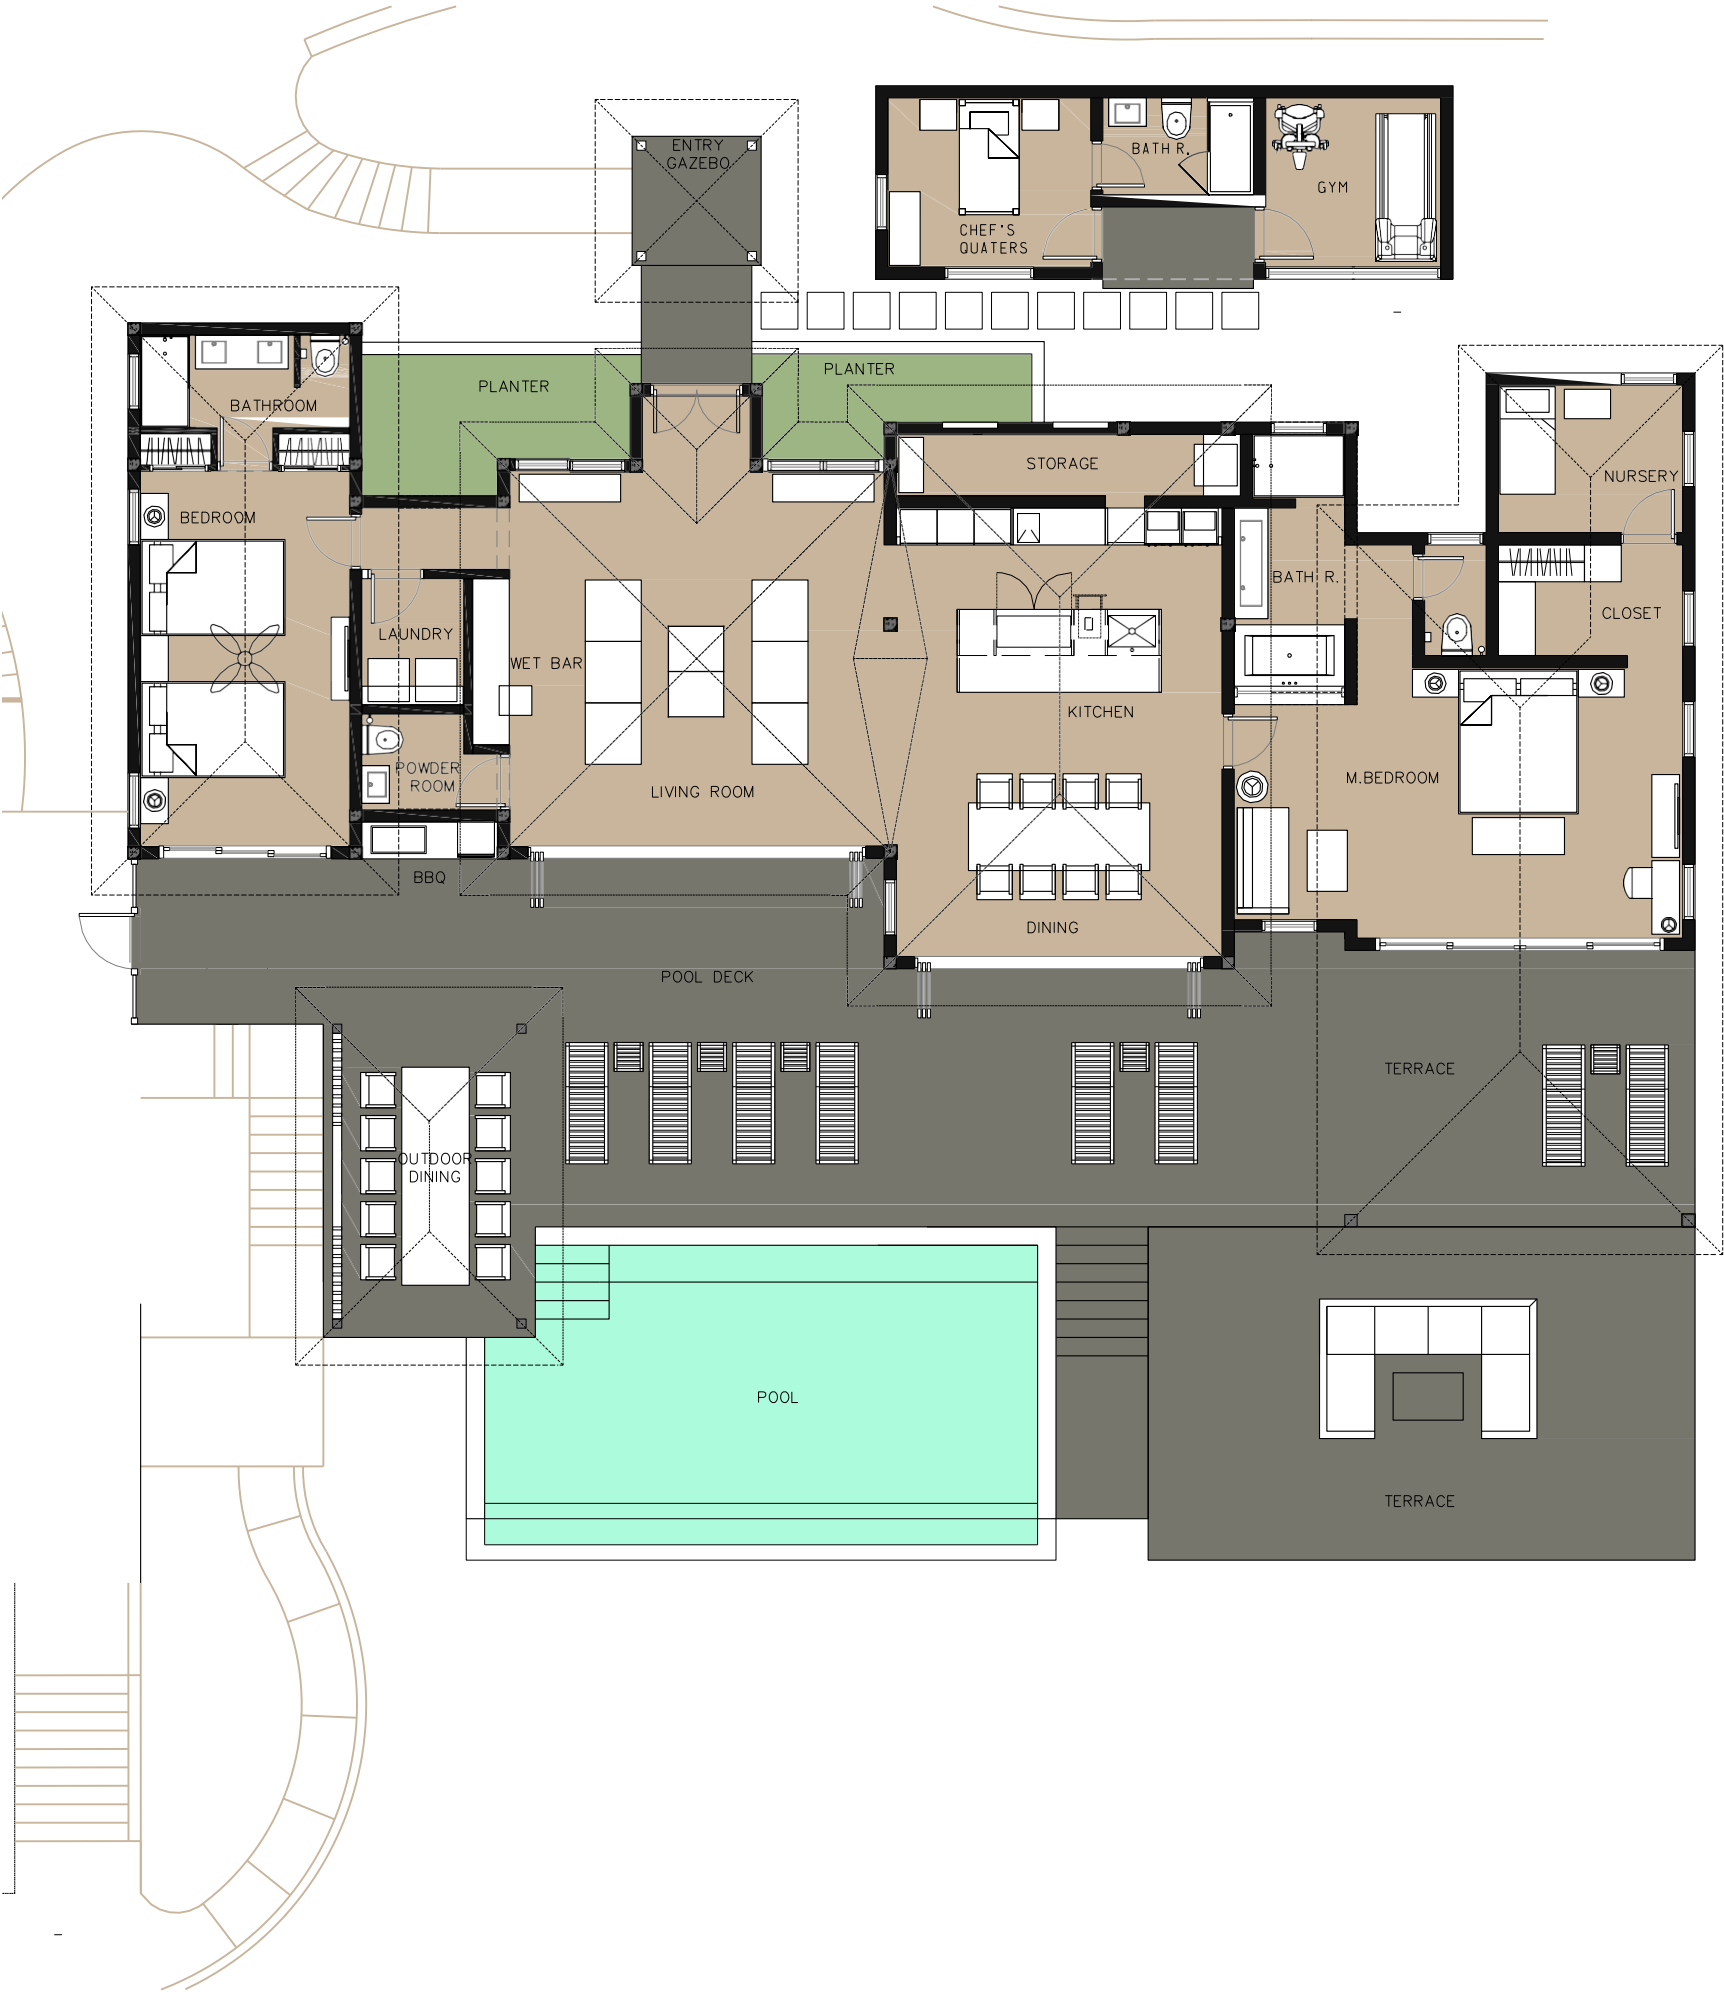 ENTRY
GAZEBO
BATH R.
GYM
CHEF'S
QUATERS
PLANTER
PLANTER
BATHROOM
STORAGE
NURSERY
BEDROOM
BATH R.
CLOSET
LAUNDRY
WET BAR
KITCHEN
POWDER
ROOM
LIVING ROOM
M.BEDROOM
BBQ
DINING
POOL DECK
TERRACE
OUTDOOR
DINING
POOL
TERRACE